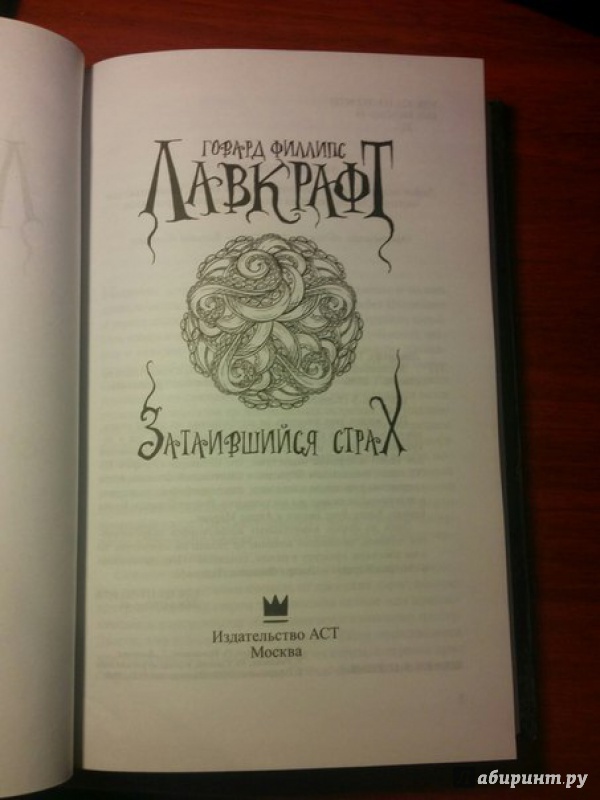 ГОВАРД ФИЛЛИПС
ЛАВКРАФТ
ЗАТАИВШИЙСЯ СТРАХ
Издательство АСТ
Москва
абиринт.ру